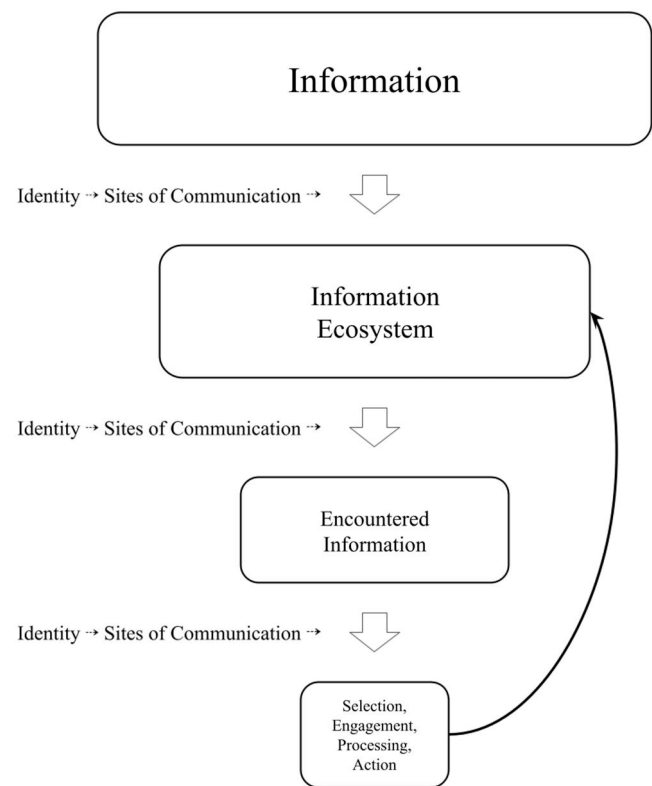 Information
Identity ⇢ Sites of Communication ⇢
Information
Ecosystem
Identity ⇢ Sites of Communication ⇢
Encountered
Information
Identity ⇢ Sites of Communication ⇢
Selection,
Engagement,
Processing,
Action